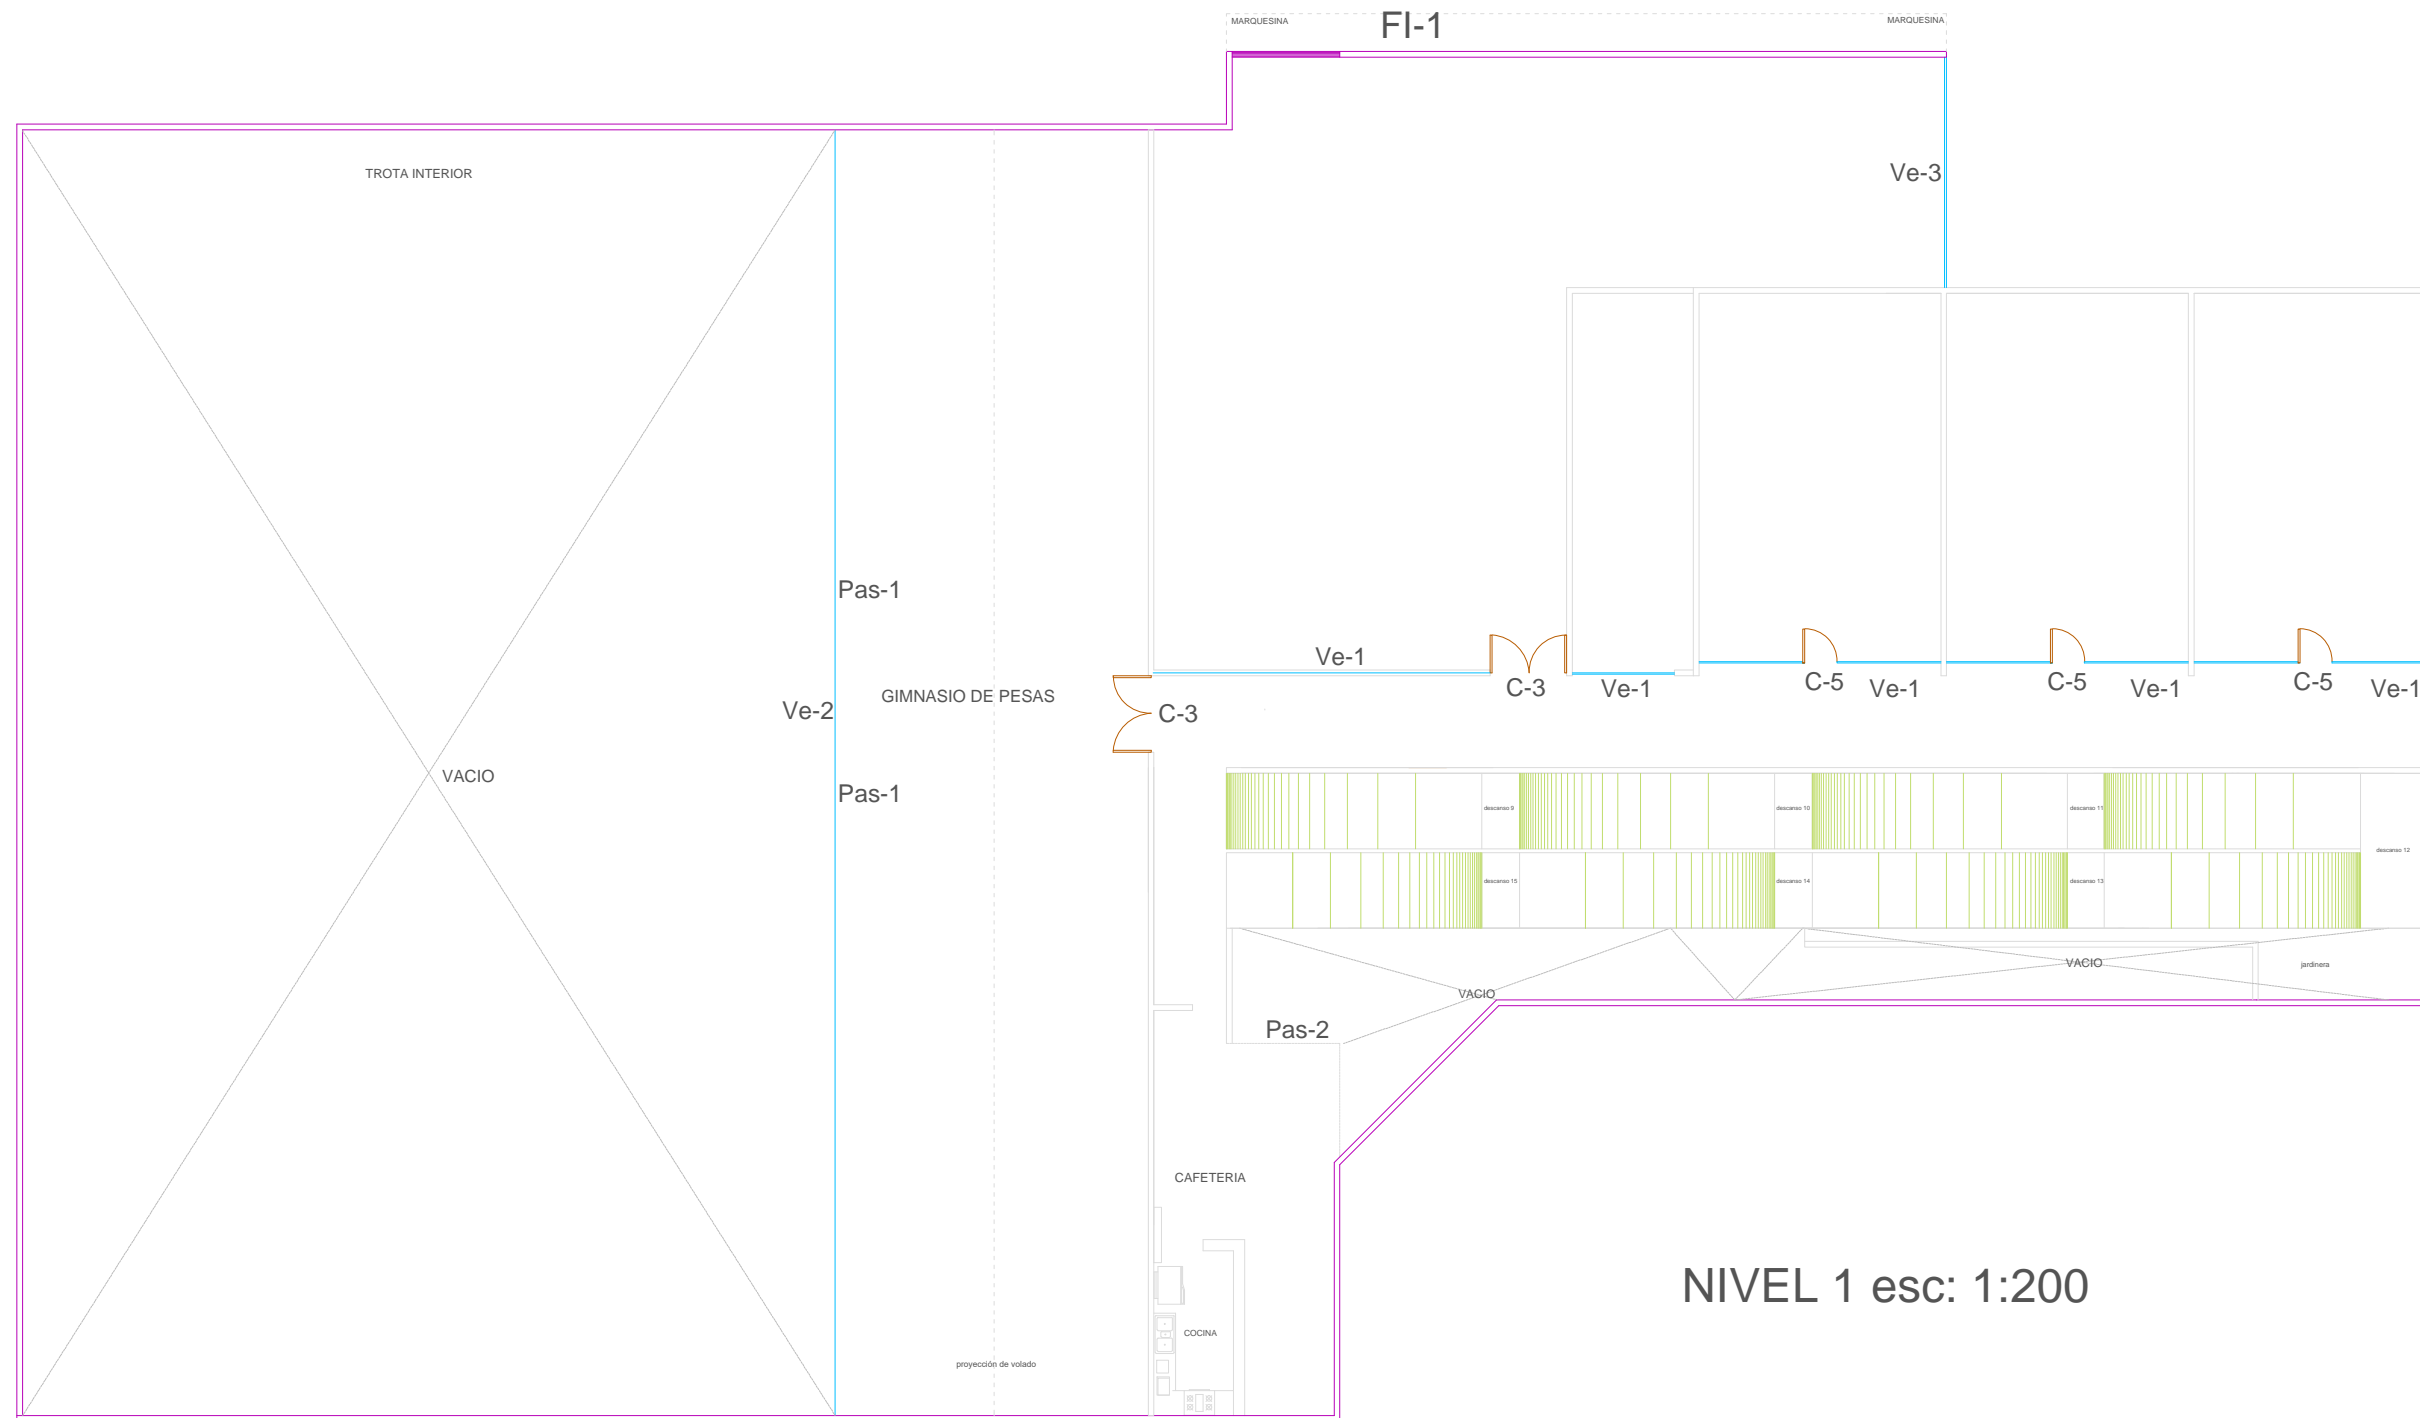 MARQUESINA
FI-1
MARQUESINA
TROTA INTERIOR
Ve-3
Pas-1
Ve-1
C-3
Ve-1
C-5
Ve-1
C-5
Ve-1
C-5
Ve-1
GIMNASIO DE PESAS
Ve-2
C-3
VACIO
Pas-1
descanso 9
descanso 10
descanso 11
descanso 12
descanso 15
descanso 14
descanso 13
VACIO
jardinera
VACIO
Pas-2
CAFETERIA
NIVEL 1 esc: 1:200
COCINA
proyección de volado